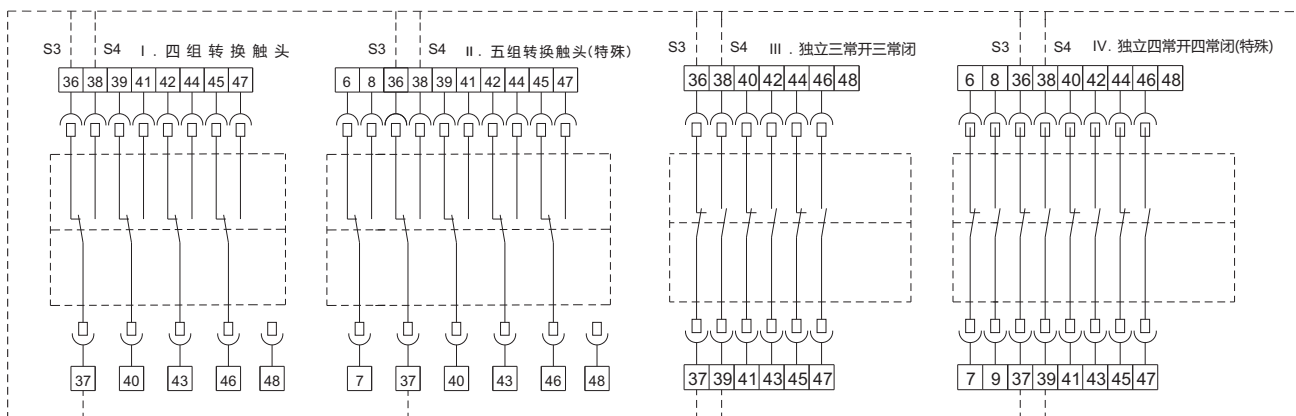 S3 S4 I . 四组转换触头
36 38 39 41 42 44 45 47
37 40 43 46 48
S3 S4 II . 五组转换触头(特殊)
6 8 36 38 39 41 42 44 45 47
7 37 40 43 46 48
S3 S4 III . 独立三常开三常闭
36 38 40 42 44 46 48
37 39 41 43 45 47
S3 S4 IV. 独立四常开四常闭(特殊)
6 8 36 38 40 42 44 46 48
7 9 37 39 41 43 45 47